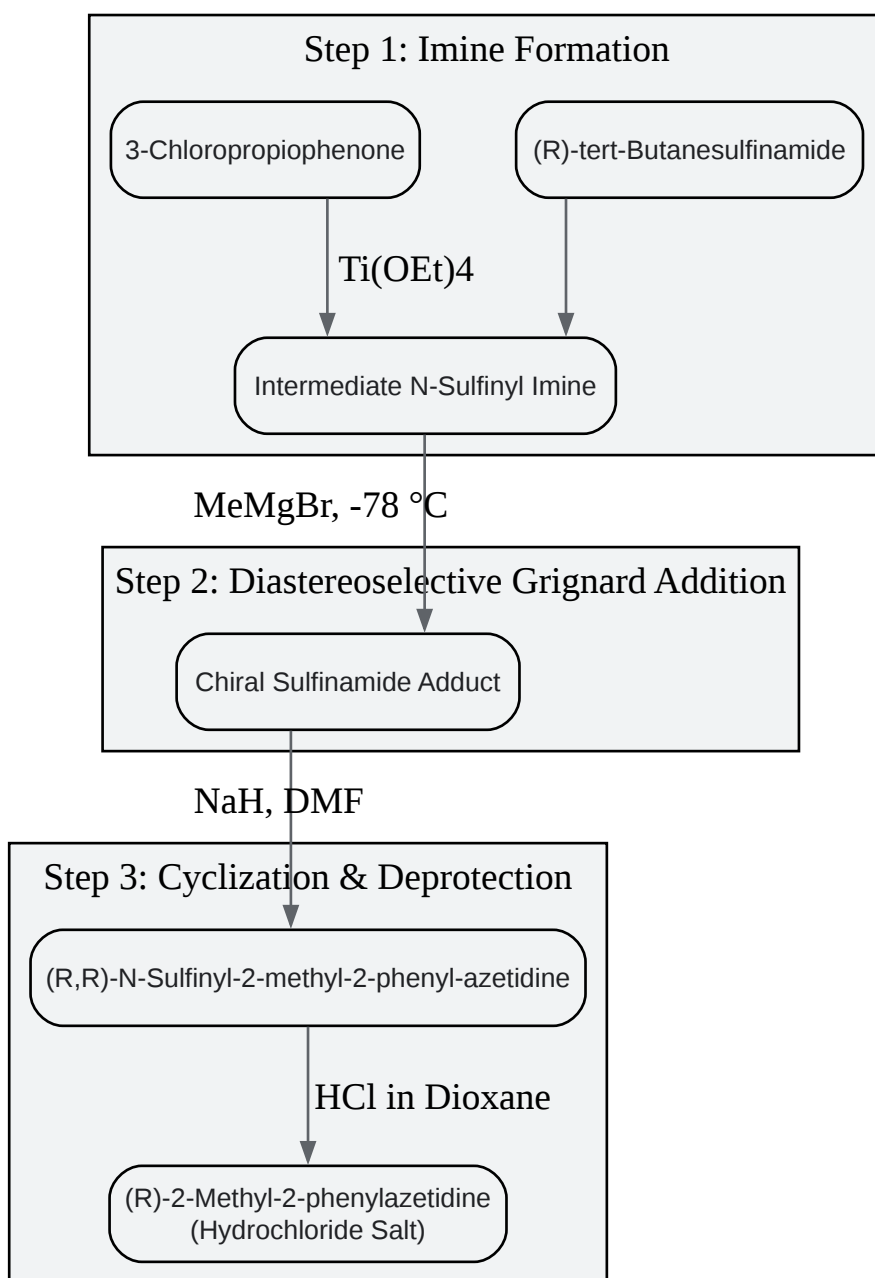 Step 1: Imine Formation
3-Chloropropiophenone
(R)-tert-Butanesulfinamide
Ti(OEt)4
Intermediate N-Sulfinyl Imine
MeMgBr, -78 °C
Step 2: Diastereoselective Grignard Addition
Chiral Sulfinamide Adduct
NaH, DMF
Step 3: Cyclization & Deprotection
(R,R)-N-Sulfinyl-2-methyl-2-phenyl-azetidine
HCl in Dioxane
(R)-2-Methyl-2-phenylazetidine
(Hydrochloride Salt)